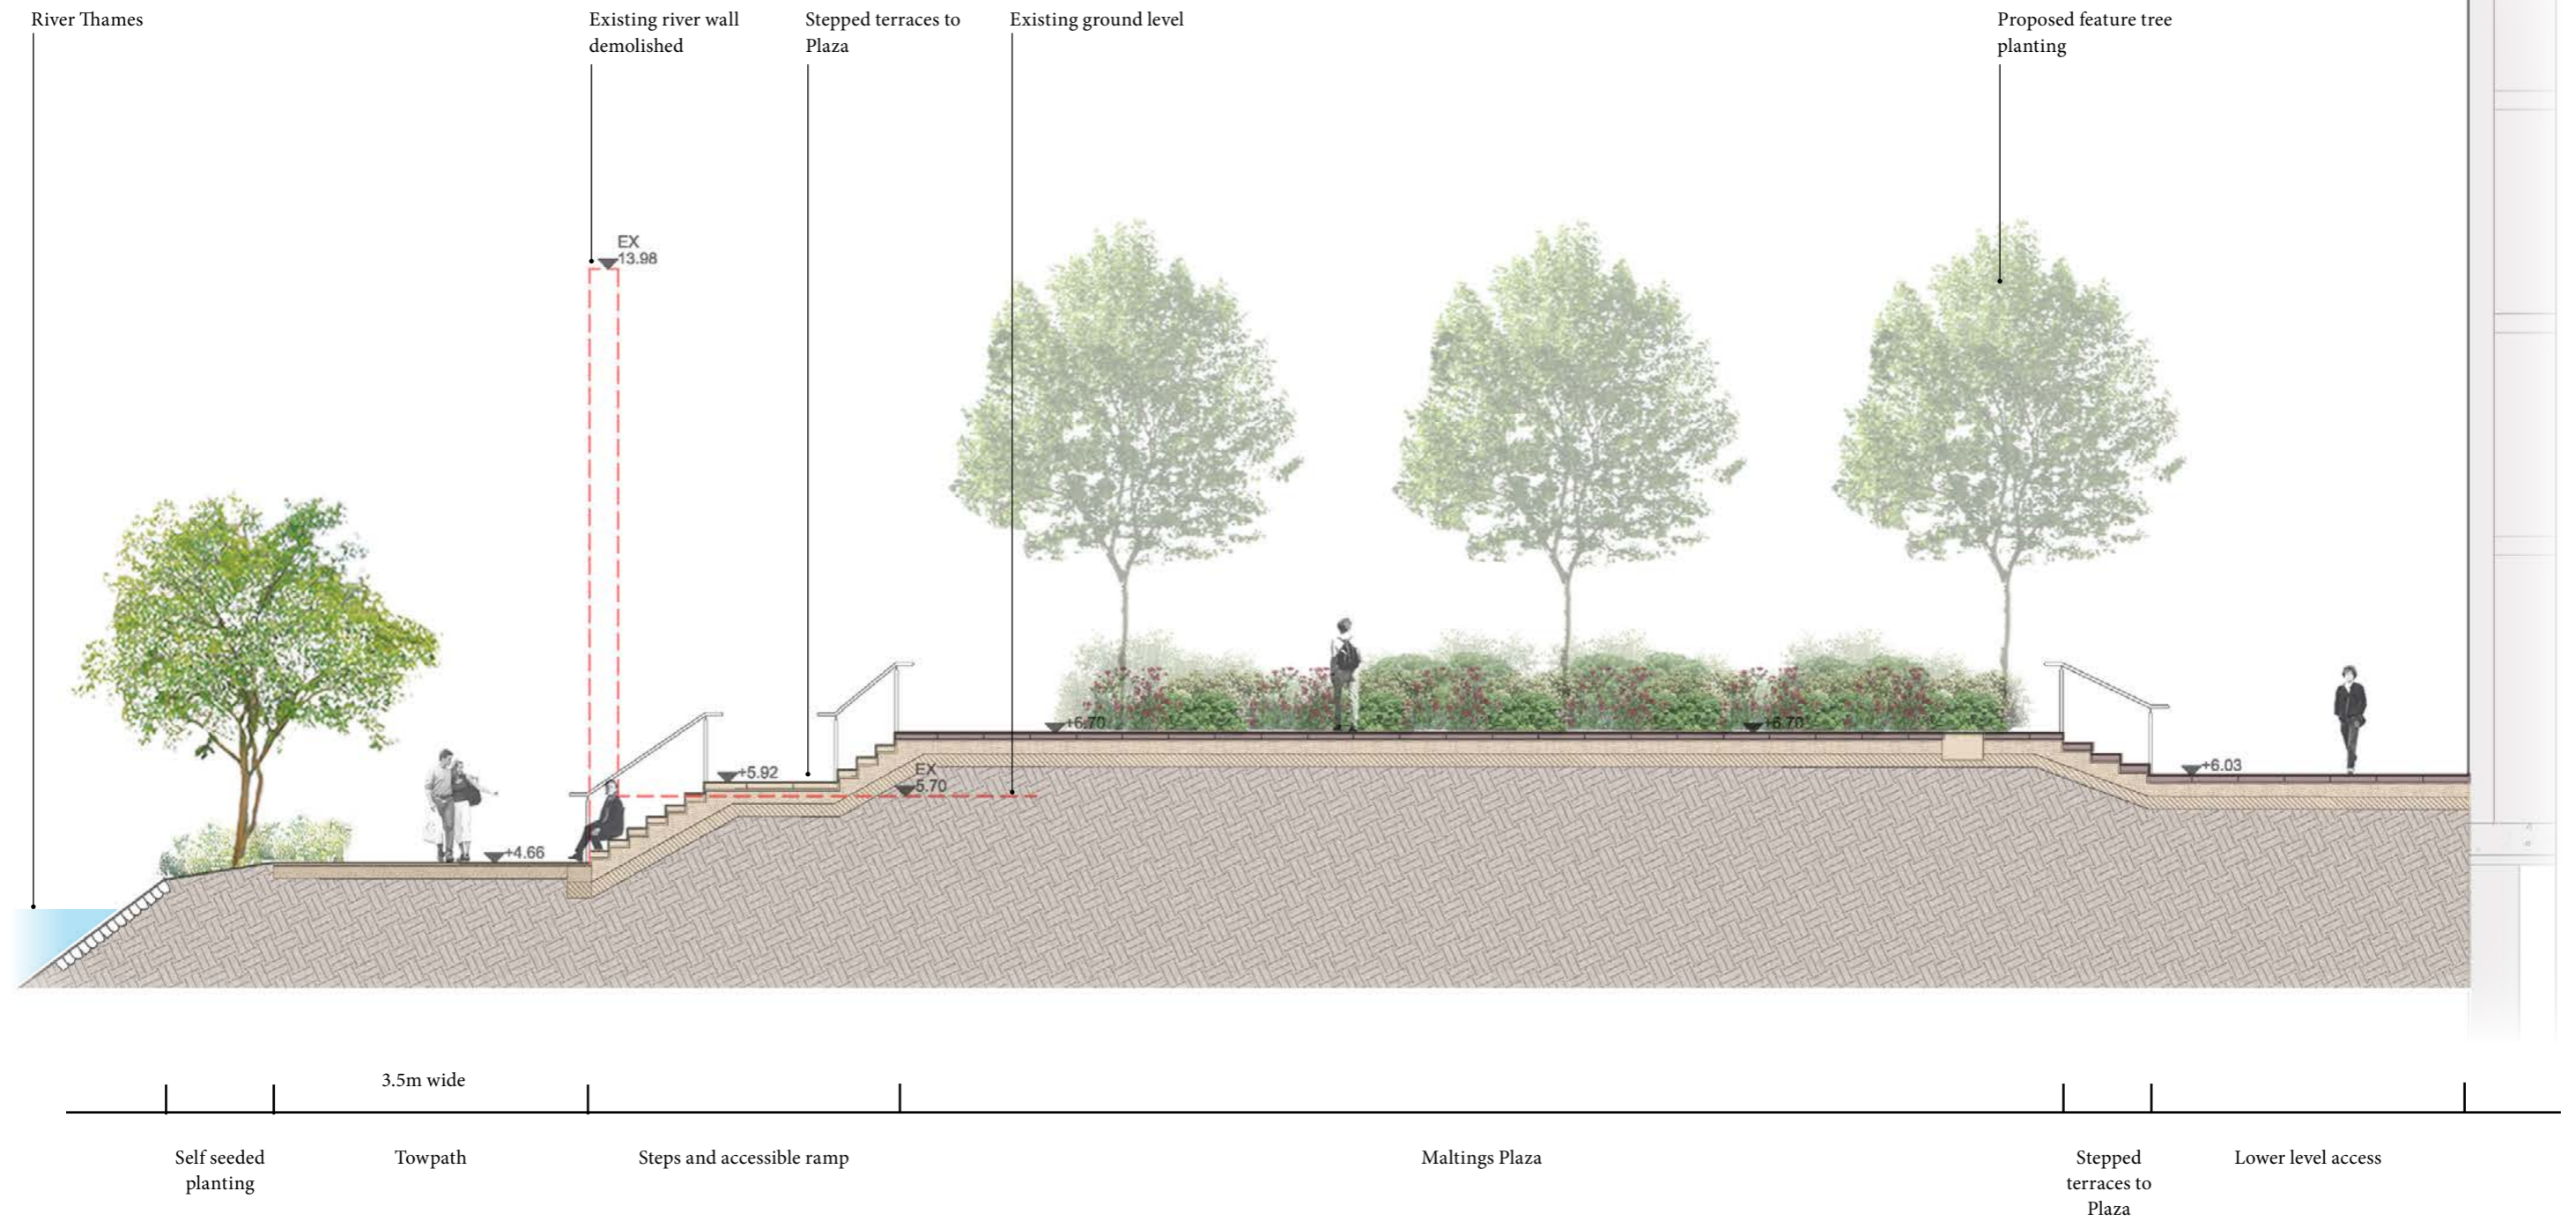 River Thames
Existing river wall
demolished
Stepped terraces to
Plaza
Existing ground level
Proposed feature tree
planting
EX
13.98
+6.70
+6.70
+5.92
EX
5.70
+6.03
+4.66
3.5m wide
Self seeded
planting
Towpath
Steps and accessible ramp
Maltings Plaza
Stepped
terraces to
Plaza
Lower level access